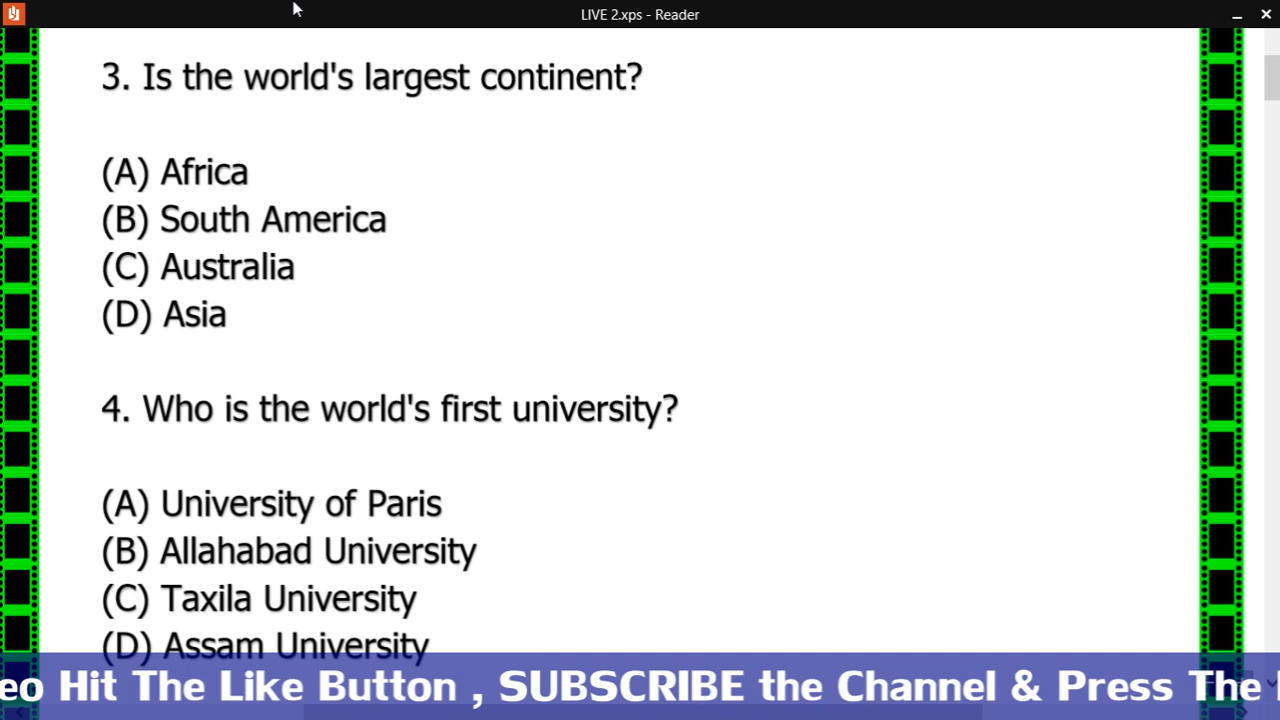 LIVE 2.xps - Reader
3. Is the world's largest continent?
(A) Africa
(B) South America
(C) Australia
(D) Asia
4. Who is the world's first university?
(A) University of Paris
(B) Allahabad University
(C) Taxila University
(D) Assam University
eo Hit The Like Button , SUBSCRIBE the Channel & Press The